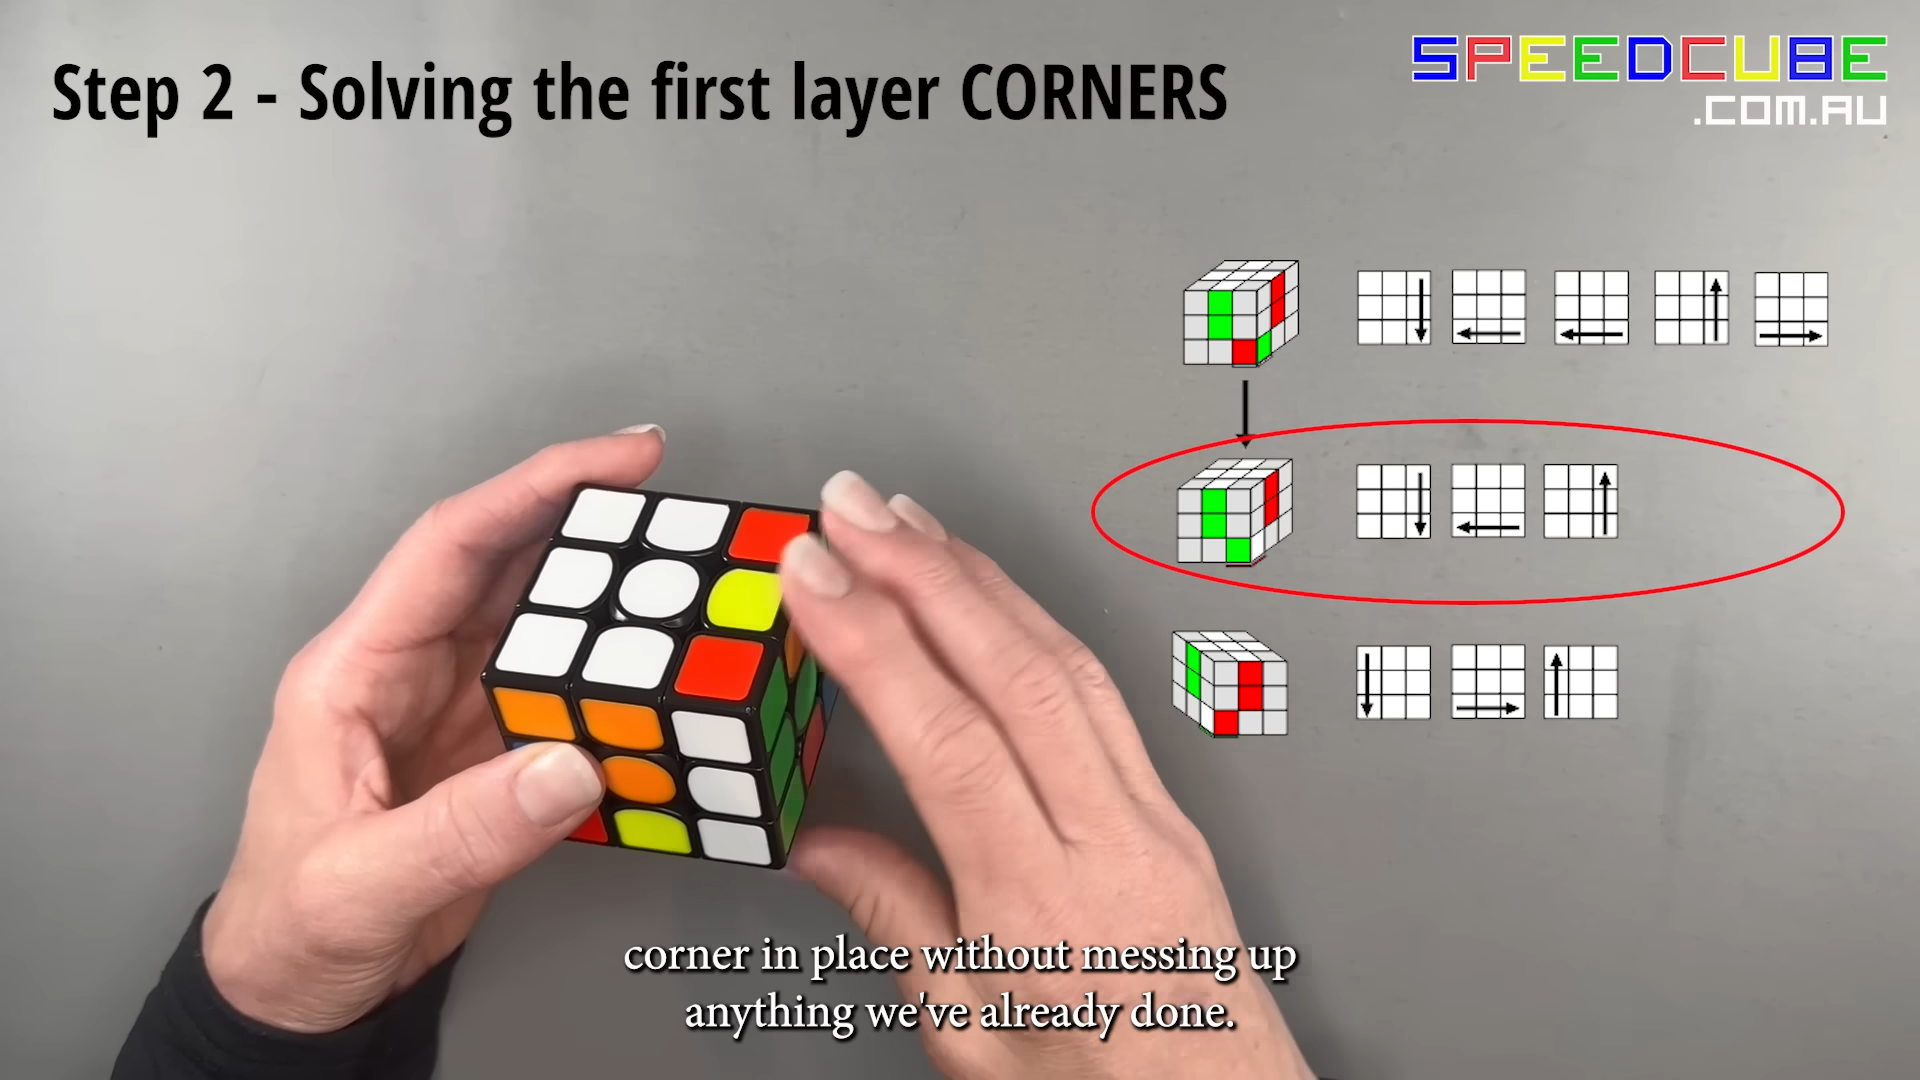 Step 2 - Solving the first layer CORNERS
SPEEDCUBE
.COM.AU
corner in place without messing up
anything we've already done.